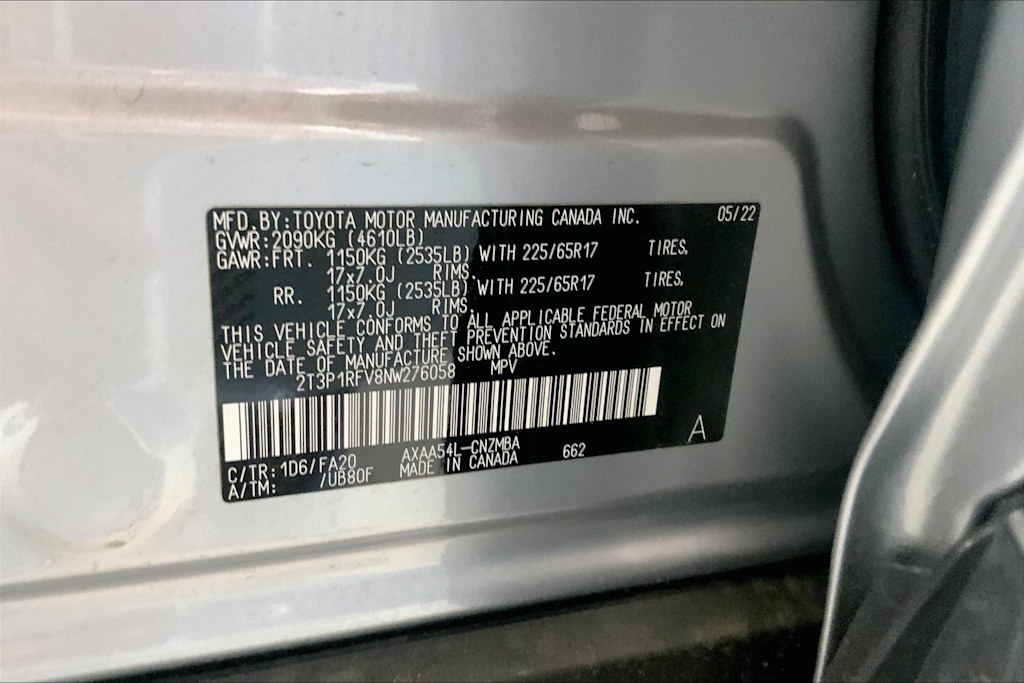 MFD. BY: TOYOTA MOTOR MANUFACTURING CANADA INC. 05/22
GVWR: 2090KG (4610LB)
GAWR: FRT. 1150KG (2535LB) WITH 225/65R17 TIRES,
17x7.0J RIMS.
RR. 1150KG (2535LB) WITH 225/65R17 TIRES,
17x7.0J RIMS.
THIS VEHICLE CONFORMS TO ALL APPLICABLE FEDERAL MOTOR
VEHICLE SAFETY AND THEFT PREVENTION STANDARDS IN EFFECT ON
THE DATE OF MANUFACTURE SHOWN ABOVE.
2T3P1RFV8NW276058 MPV
A
C/TR: 1D6/FA20 AXAA54L-CNZMBA 662
A/TM: /UB80F MADE IN CANADA